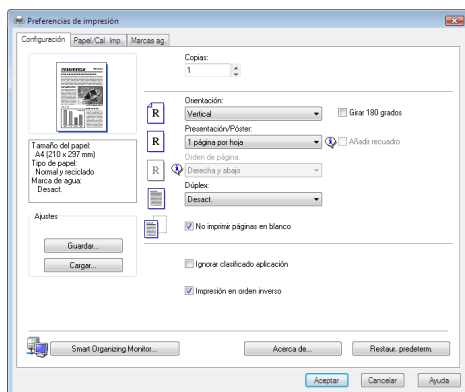 Preferencias de impresión
Configuración Papel/Cal. Imp. Marcas ag.
Copias:
1
Orientación:
R Vertical Girar 180 grados
Presentación/Póster:
R 1 página por hoja Añadir recuadro
Orden de página:
R Derecha y abajo
Dúplex:
Desact.
No imprimir páginas en blanco
Tamaño del papel:
A4 (210 x 297 mm)
Tipo de papel:
Normal y reciclado
Marca de agua:
Desact.
Ajustes
Guardar...
Cargar...
Ignorar clasificado aplicación
Impresión en orden inverso
Smart Organizing Monitor... Acerca de... Restaur. predeterm.
Aceptar Cancelar Ayuda